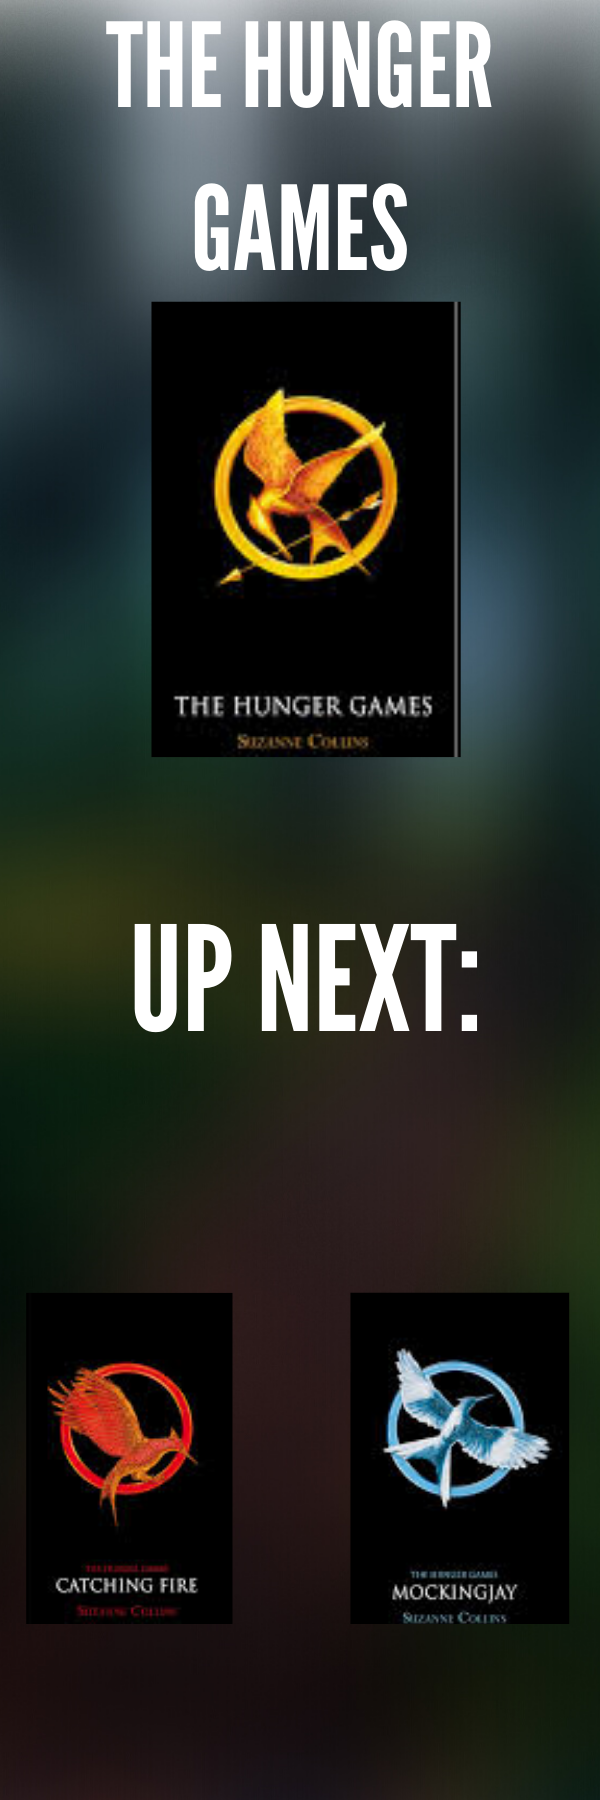 THE HUNGER
GAMES
THE HUNGER GAMES
SUZANNE COLLINS
UP NEXT:
THE HUNGER GAMES
CATCHING FIRE
SUZANNE COLLINS
THE HUNGER GAMES
MOCKINGJAY
SUZANNE COLLINS